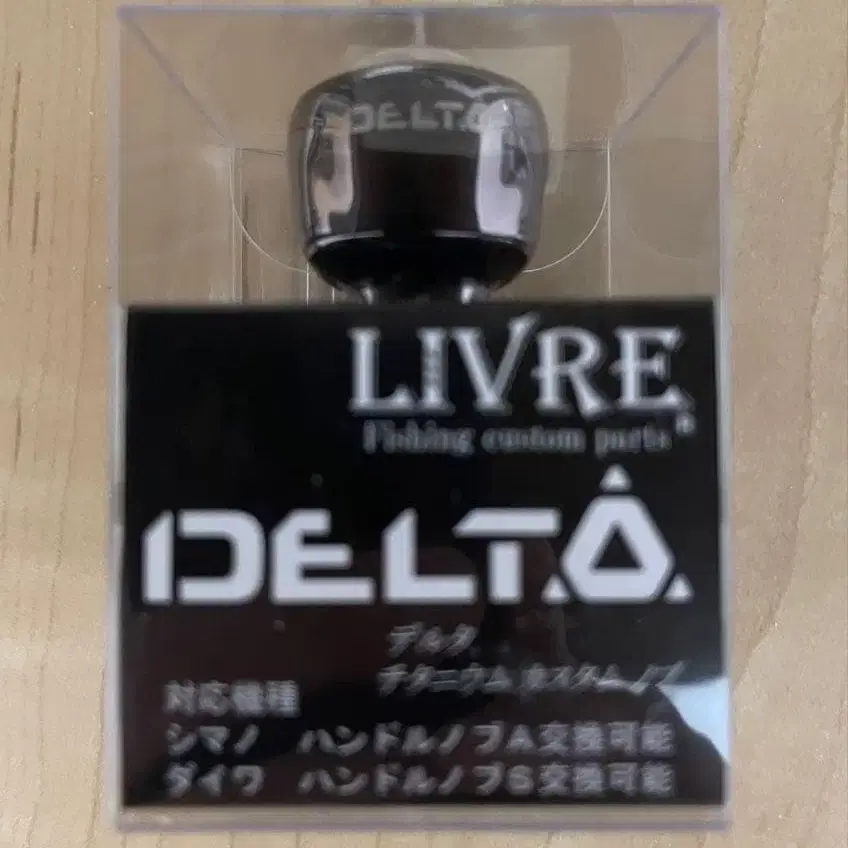 DELTA
LIVRE
Fishing custom parts
DELTA
デルタ
チタニウム カスタムノブ
対応機種
シマノ ハンドルノブA交換可能
ダイワ ハンドルノブS交換可能